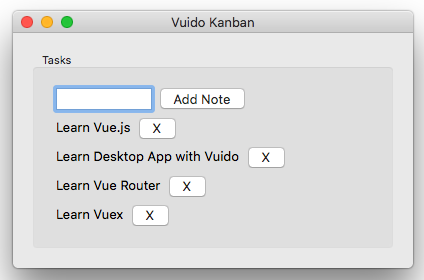 Vuido Kanban
Tasks
Add Note
Learn Vue.js X
Learn Desktop App with Vuido X
Learn Vue Router X
Learn Vuex X